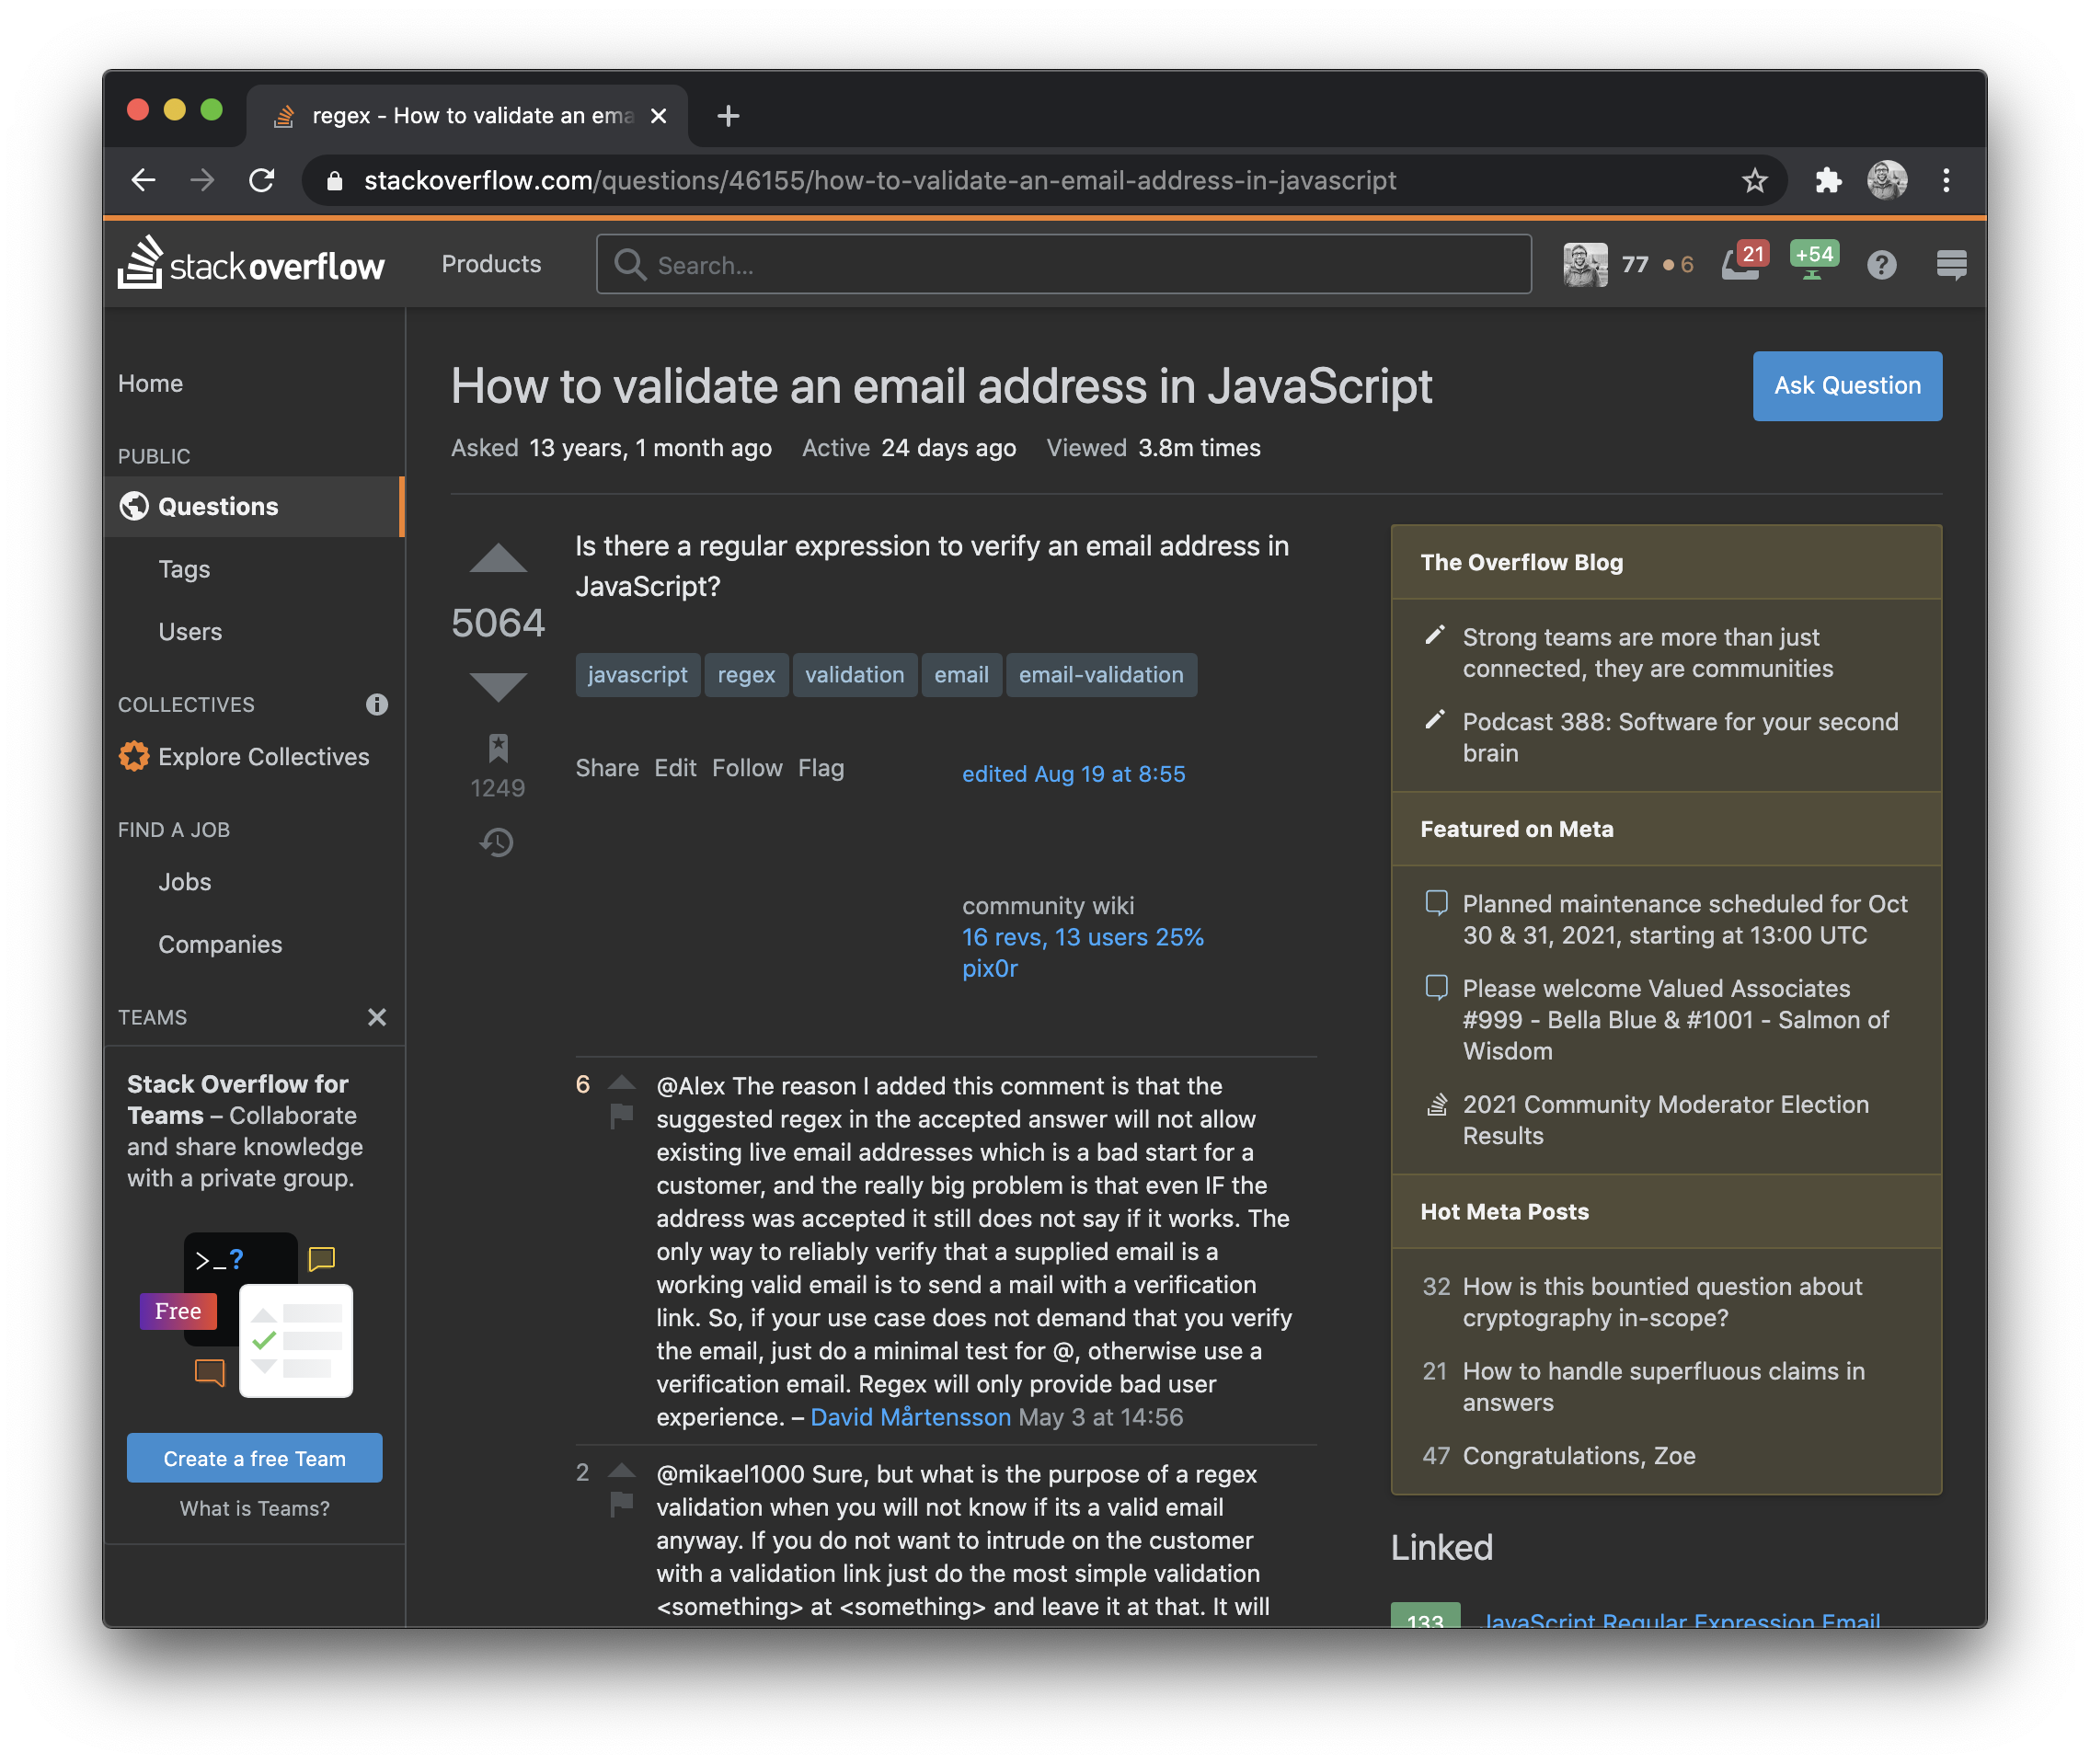 regex - How to validate an ema
stackoverflow.com/questions/46155/how-to-validate-an-email-address-in-javascript
stackoverflow
Products
Search...
77
6
21
+54
?
Home
PUBLIC
Questions
Tags
Users
COLLECTIVES
Explore Collectives
FIND A JOB
Jobs
Companies
TEAMS
Stack Overflow for
Teams – Collaborate
and share knowledge
with a private group.
>_?
Free
Create a free Team
What is Teams?
How to validate an email address in JavaScript
Ask Question
Asked 13 years, 1 month ago Active 24 days ago Viewed 3.8m times
5064
1249
Is there a regular expression to verify an email address in
JavaScript?
javascript regex validation email email-validation
Share Edit Follow Flag
edited Aug 19 at 8:55
community wiki
16 revs, 13 users 25%
pix0r
6
@Alex The reason I added this comment is that the
suggested regex in the accepted answer will not allow
existing live email addresses which is a bad start for a
customer, and the really big problem is that even IF the
address was accepted it still does not say if it works. The
only way to reliably verify that a supplied email is a
working valid email is to send a mail with a verification
link. So, if your use case does not demand that you verify
the email, just do a minimal test for @, otherwise use a
verification email. Regex will only provide bad user
experience. – David Mårtensson May 3 at 14:56
2
@mikael1000 Sure, but what is the purpose of a regex
validation when you will not know if its a valid email
anyway. If you do not want to intrude on the customer
with a validation link just do the most simple validation
<something> at <something> and leave it at that. It will
The Overflow Blog
Strong teams are more than just
connected, they are communities
Podcast 388: Software for your second
brain
Featured on Meta
Planned maintenance scheduled for Oct
30 & 31, 2021, starting at 13:00 UTC
Please welcome Valued Associates
#999 - Bella Blue & #1001 - Salmon of
Wisdom
2021 Community Moderator Election
Results
Hot Meta Posts
32 How is this bountied question about
cryptography in-scope?
21 How to handle superfluous claims in
answers
47 Congratulations, Zoe
Linked
133 JavaScript Regular Expression Email